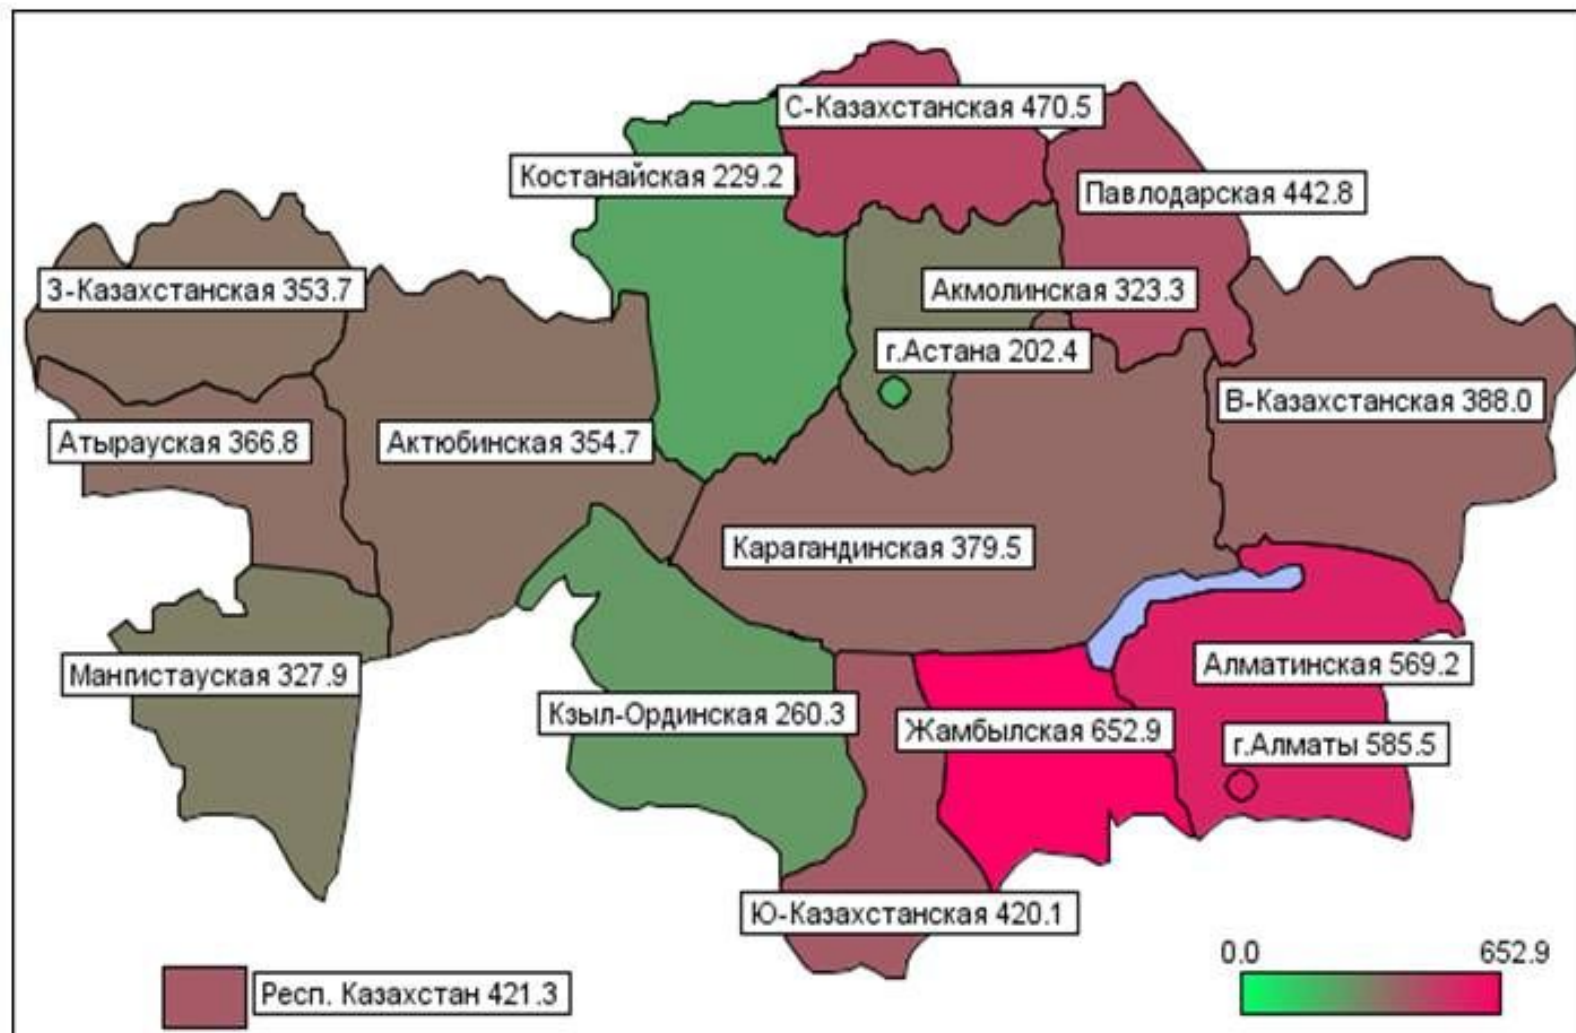 С-Казахстанская 470.5
Костанайская 229.2
Павлодарская 442.8
З-Казахстанская 353.7
Акмолинская 323.3
г.Астана 202.4
В-Казахстанская 388.0
Атырауская 366.8
Актюбинская 354.7
Карагандинская 379.5
Мангистауская 327.9
Алматинская 569.2
Кзыл-Ординская 260.3
Жамбылская 652.9
г.Алматы 585.5
Ю-Казахстанская 420.1
0.0 652.9
Респ. Казахстан 421.3